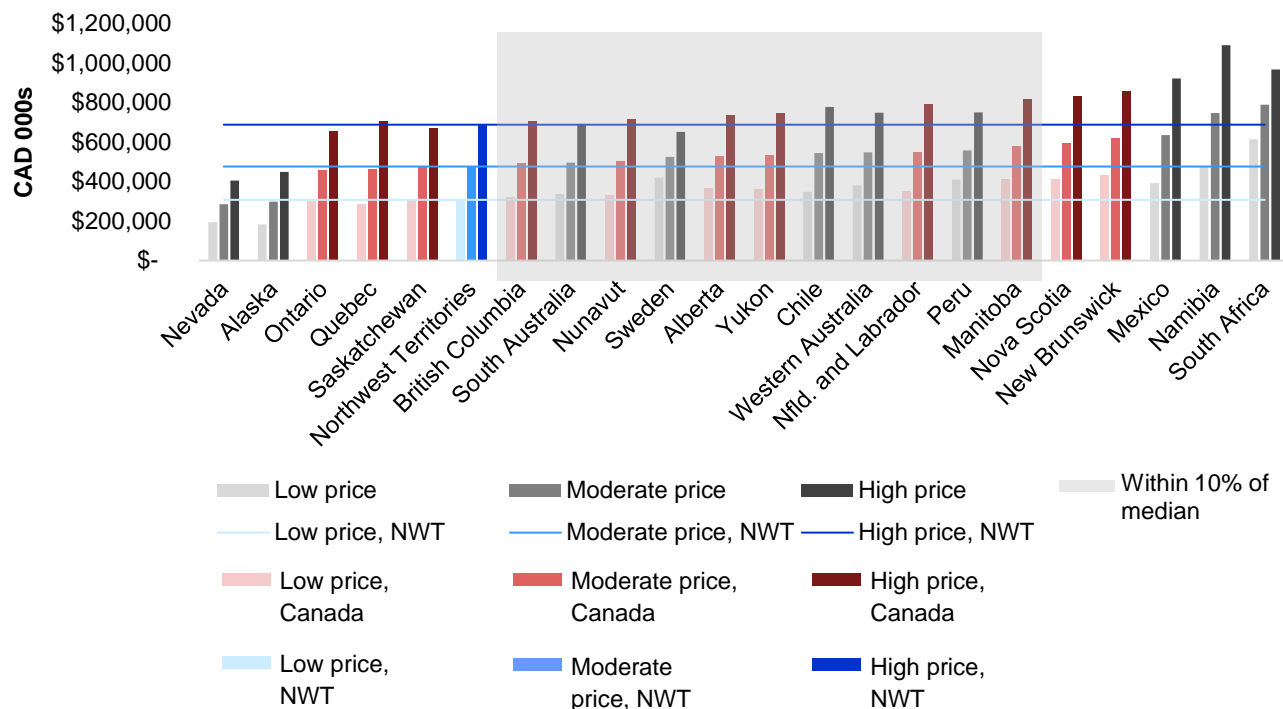 $1,200,000
$1,000,000
$800,000
$600,000
$400,000
$200,000
$-
CAD 000s
Nevada
Alaska
Ontario
Quebec
Saskatchewan
Northwest Territories
British Columbia
South Australia
Nunavut
Sweden
Alberta
Yukon
Chile
Western Australia
Nfld. and Labrador
Peru
Manitoba
Nova Scotia
New Brunswick
Mexico
Namibia
South Africa
Low price
Moderate price
High price
Within 10% of
median
Low price, NWT
Moderate price, NWT
High price, NWT
Low price,
Canada
Moderate price,
Canada
High price,
Canada
Low price,
NWT
Moderate
price, NWT
High price,
NWT